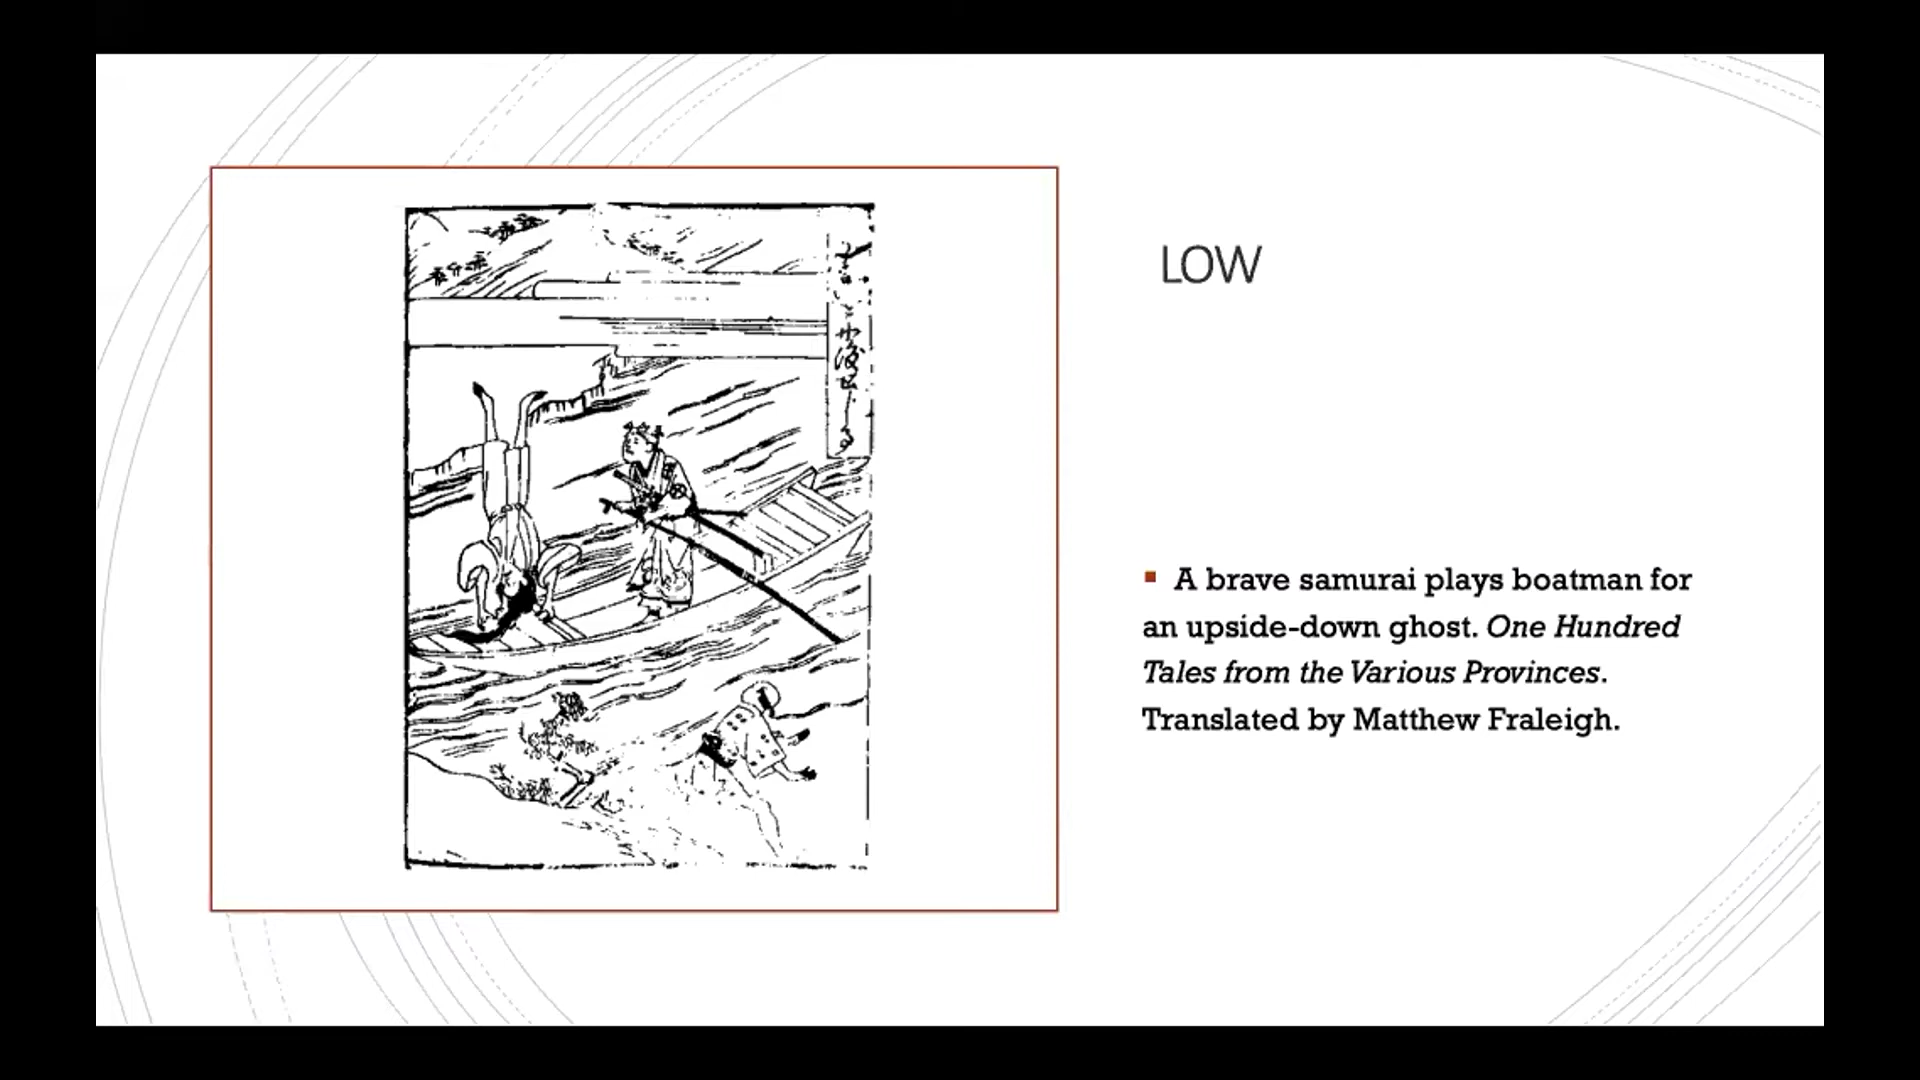 LOW
▪ A brave samurai plays boatman for
an upside-down ghost. One Hundred
Tales from the Various Provinces.
Translated by Matthew Fraleigh.